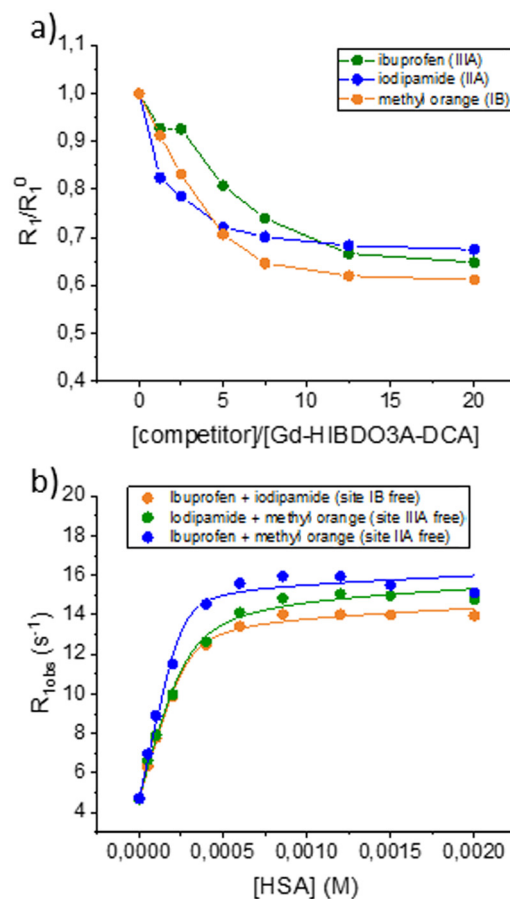 a)
1,1
1,0
0,9
0,8
0,7
0,6
0,5
0,4
R1/R1^0
ibuprofen (IIIA)
iodipamide (IIA)
methyl orange (IB)
0 5 10 15 20
[competitor]/[Gd-HIBDO3A-DCA]
b)
Ibuprofen + iodipamide (site IB free)
Iodipamide + methyl orange (site IIIA free)
Ibuprofen + methyl orange (site IIA free)
20
18
16
14
12
10
8
6
4
R1obs (s-1)
0,0000 0,0005 0,0010 0,0015 0,0020
[HSA] (M)